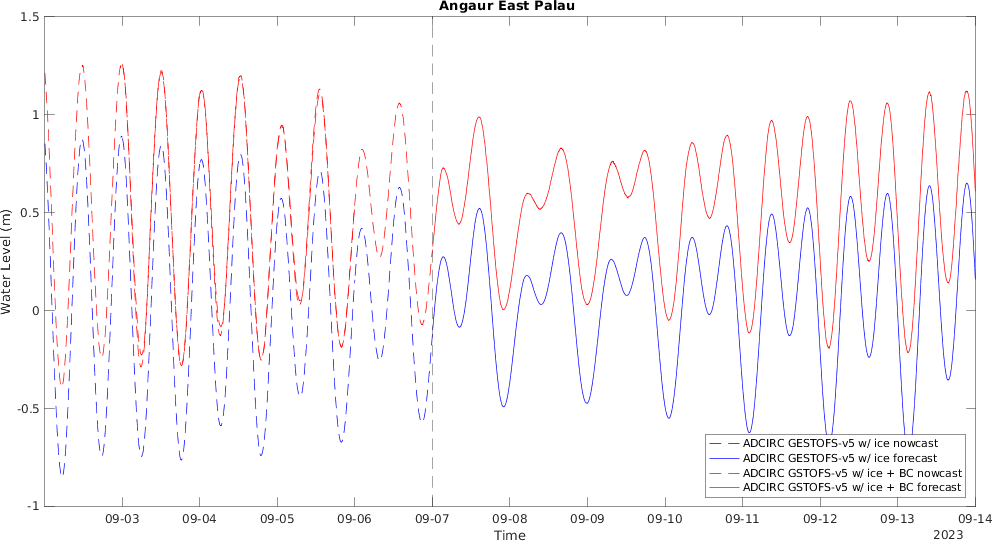 Angaur East Palau
Water Level (m)
1.5
1
0.5
0
-0.5
-1
ADCIRC GESTOFS-v5 w/ ice nowcast
ADCIRC GESTOFS-v5 w/ ice forecast
ADCIRC GSTOFS-v5 w/ ice + BC nowcast
ADCIRC GSTOFS-v5 w/ ice + BC forecast
09-03 09-04 09-05 09-06 09-07 09-08 09-09 09-10 09-11 09-12 09-13 09-14
Time
2023